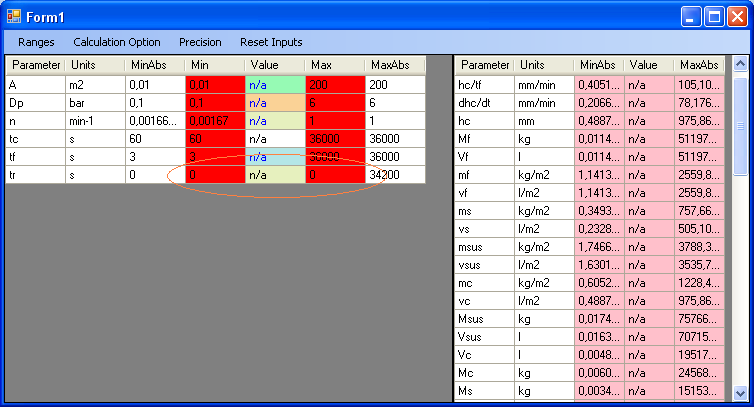 Form1
Ranges Calculation Option Precision Reset Inputs
Parameter Units MinAbs Min Value Max MaxAbs
A m2 0,01 0,01 n/a 200 200
Dp bar 0,1 0,1 n/a 6 6
n min-1 0,00166... 0,00167 n/a 1 1
tc s 60 60 n/a 36000 36000
tf s 3 3 n/a 36000 36000
tr s 0 0 n/a 0 34200
Parameter Units MinAbs Value MaxAbs
hc/tf mm/min 0,4051... n/a 105,10...
dhc/dt mm/min 0,2066... n/a 78,176...
hc mm 0,4887... n/a 975,86...
Mf kg 0,0114... n/a 51197...
Vf l 0,0114... n/a 51197...
mf kg/m2 1,1413... n/a 2559,8...
vf l/m2 1,1413... n/a 2559,8...
ms kg/m2 0,3493... n/a 757,66...
vs l/m2 0,2328... n/a 505,10...
msus kg/m2 1,7466... n/a 3788,3...
vsus l/m2 1,6301... n/a 3535,7...
mc kg/m2 0,6052... n/a 1228,4...
vc l/m2 0,4887... n/a 975,86...
Msus kg 0,0174... n/a 75766...
Vsus l 0,0163... n/a 70715...
Vc l 0,0048... n/a 19517...
Mc kg 0,0060... n/a 24568...
Ms kg 0,0034... n/a 15153...